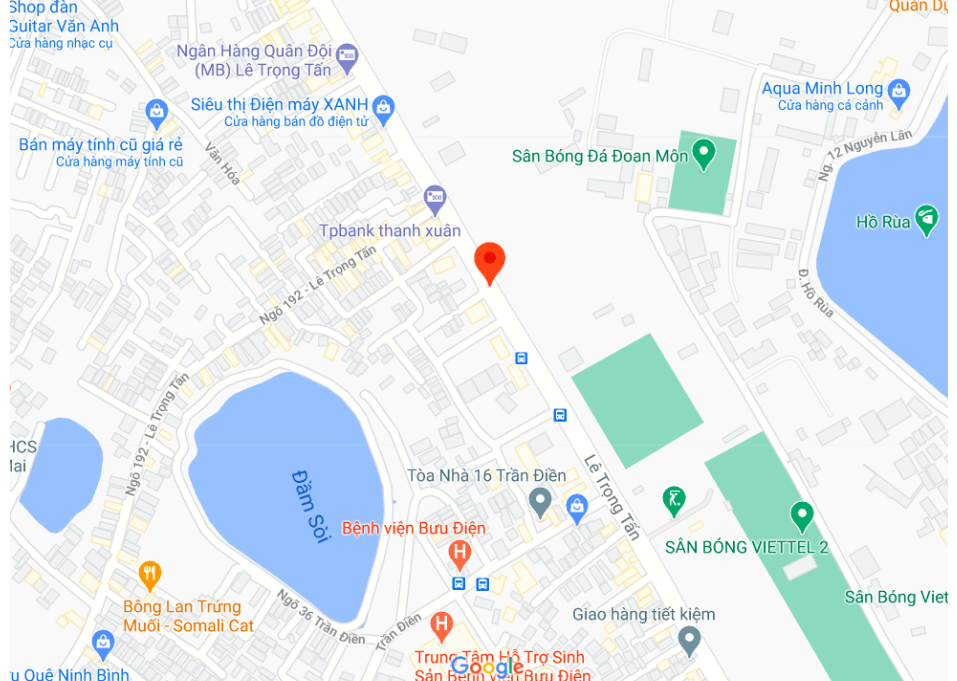 Shop đàn
Guitar Văn Anh
Cửa hàng nhạc cụ
Quán Dụ
Ngân Hàng Quân Đội
(MB) Lê Trọng Tấn
Siêu thị Điện máy XANH
Cửa hàng bán đồ điện tử
Aqua Minh Long
Cửa hàng cá cảnh
Bán máy tính cũ giá rẻ
Cửa hàng máy tính cũ
Văn Hóa
Sân Bóng Đá Đoan Môn
Ng. 12 Nguyễn Lân
Tpbank thanh xuân
Hồ Rùa
Ngõ 192 - Lê Trọng Tấn
Đ. Hồ Rùa
Ngõ 192 - Lê Trọng Tấn
HCS
Mai
Đầm Sòi
Tòa Nhà 16 Trần Điền
Lê Trọng Tấn
Bệnh viện Bưu Điện
SÂN BÓNG VIETTEL 2
Bông Lan Trứng
Muối - Somali Cat
Ngõ 36 Trần Điền
Trần Điền
Giao hàng tiết kiệm
Sân Bóng Viet
Trung Tâm Hỗ Trợ Sinh
Sản Bệnh viện Bưu Điện
Google
ru Quê Ninh Bình